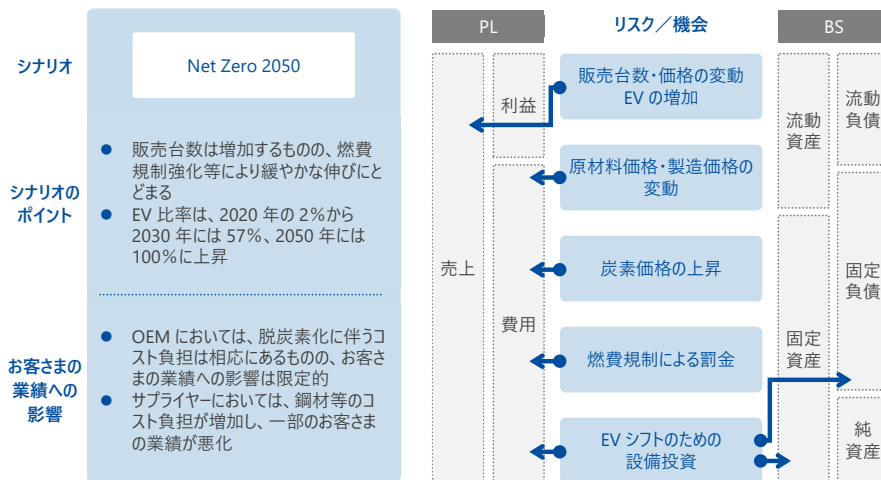 シナリオ
Net Zero 2050
シナリオの
ポイント
● 販売台数は増加するものの、燃費
規制強化等により緩やかな伸びにと
どまる
● EV 比率は、2020 年の 2%から
2030 年には 57%、2050 年には
100%に上昇
お客さまの
業績への
影響
● OEM においては、脱炭素化に伴うコ
スト負担は相応にあるものの、お客さ
まの業績への影響は限定的
● サプライヤーにおいては、鋼材等のコ
スト負担が増加し、一部のお客さま
の業績が悪化
PL
売上
利益
費用
リスク/機会
販売台数・価格の変動
EV の増加
原材料価格・製造価格の
変動
炭素価格の上昇
燃費規制による罰金
EV シフトのための
設備投資
BS
流動
資産
固定
資産
流動
負債
固定
負債
純
資産